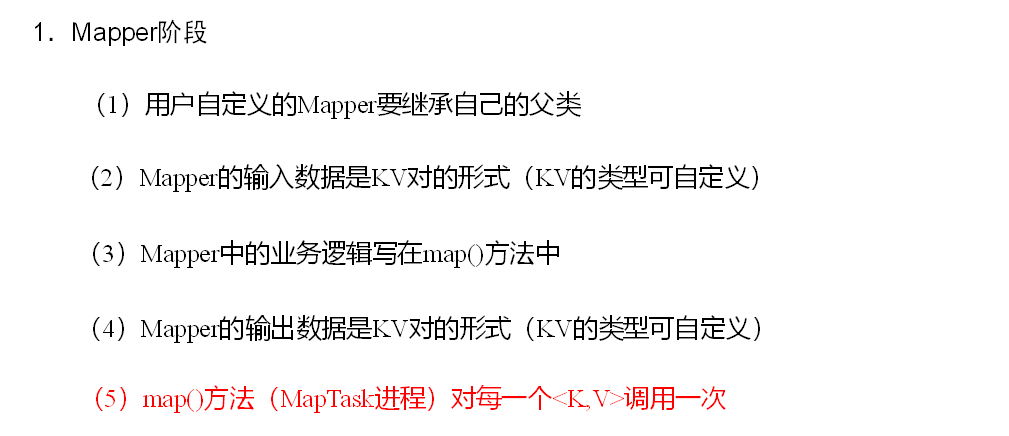 1．Mapper阶段
（1）用户自定义的Mapper要继承自己的父类
（2）Mapper的输入数据是KV对的形式（KV的类型可自定义）
（3）Mapper中的业务逻辑写在map()方法中
（4）Mapper的输出数据是KV对的形式（KV的类型可自定义）
（5）map()方法（MapTask进程）对每一个<K,V>调用一次